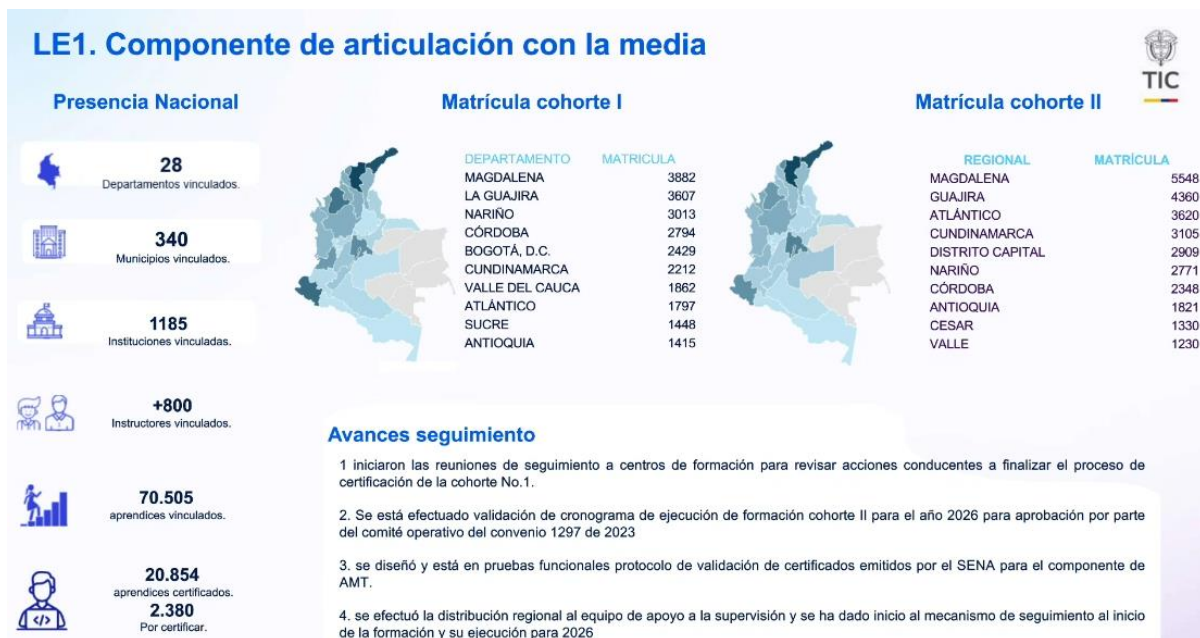 LE1. Componente de articulación con la media
TIC
Presencia Nacional
28
Departamentos vinculados.
340
Municipios vinculados.
1185
Instituciones vinculadas.
+800
Instructores vinculados.
70.505
aprendices vinculados.
20.854
aprendices certificados.
2.380
Por certificar.
Matrícula cohorte I
DEPARTAMENTO MATRICULA
MAGDALENA 3882
LA GUAJIRA 3607
NARIÑO 3013
CÓRDOBA 2794
BOGOTÁ, D.C. 2429
CUNDINAMARCA 2212
VALLE DEL CAUCA 1862
ATLÁNTICO 1797
SUCRE 1448
ANTIOQUIA 1415
Matrícula cohorte II
REGIONAL MATRÍCULA
MAGDALENA 5548
GUAJIRA 4360
ATLÁNTICO 3620
CUNDINAMARCA 3105
DISTRITO CAPITAL 2909
NARIÑO 2771
CÓRDOBA 2348
ANTIOQUIA 1821
CESAR 1330
VALLE 1230
Avances seguimiento
1 iniciaron las reuniones de seguimiento a centros de formación para revisar acciones conducentes a finalizar el proceso de
certificación de la cohorte No.1.
2. Se está efectuado validación de cronograma de ejecución de formación cohorte II para el año 2026 para aprobación por parte
del comité operativo del convenio 1297 de 2023
3. se diseñó y está en pruebas funcionales protocolo de validación de certificados emitidos por el SENA para el componente de
AMT.
4. se efectuó la distribución regional al equipo de apoyo a la supervisión y se ha dado inicio al mecanismo de seguimiento al inicio
de la formación y su ejecución para 2026